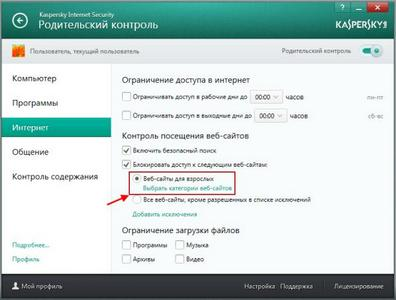 Kaspersky Internet Security
Родительский контроль
KASPERSKY
Пользователь, текущий пользователь
Родительский контроль
Компьютер
Программы
Интернет
Общение
Контроль содержания
Подробнее...
Профиль
Ограничение доступа в интернет
Ограничивать доступ в рабочие дни до 00:00 часов пн-пт
Ограничивать доступ в выходные дни до 00:00 часов сб-вс
Контроль посещения веб-сайтов
Включить безопасный поиск
Блокировать доступ к следующим веб-сайтам:
Веб-сайты для взрослых
Выбрать категории веб-сайтов
Все веб-сайты, кроме разрешенных в списке исключений
Добавить исключения
Ограничение загрузки файлов
Программы Музыка
Архивы Видео
Мой профиль
Настройка Поддержка Лицензирование